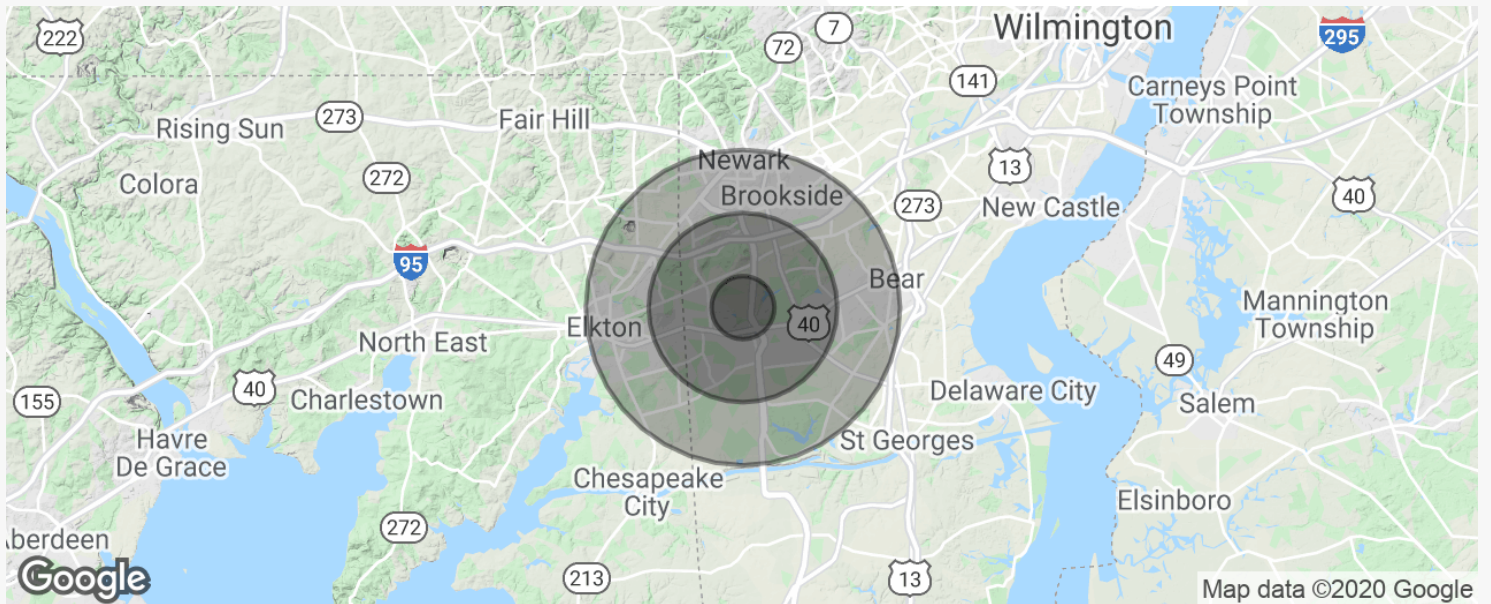 222
7
Wilmington
295
72
141
Carneys Point
Township
Rising Sun
273
Fair Hill
Newark
13
Colora
272
Brookside
273
New Castle
40
95
Bear
Mannington
Township
North East
Elkton
40
49
155
40
Charlestown
Delaware City
Salem
Havre
De Grace
St Georges
Chesapeake
City
Elsinboro
Aberdeen
272
213
13
Google
Map data ©2020 Google